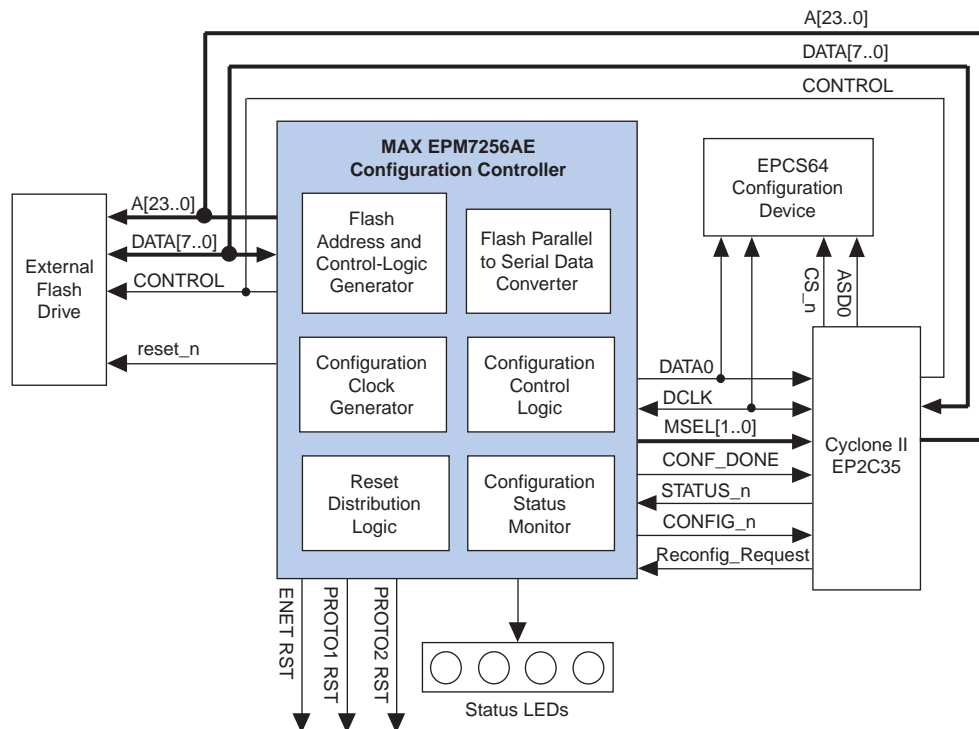 A[23..0]
DATA[7..0]
CONTROL
MAX EPM7256AE
Configuration Controller
EPCS64
Configuration
Device
A[23..0]
DATA[7..0]
CONTROL
reset_n
External
Flash
Drive
Flash
Address and
Control-Logic
Generator
Flash Parallel
to Serial Data
Converter
Configuration
Clock
Generator
Configuration
Control
Logic
Reset
Distribution
Logic
Configuration
Status
Monitor
CS_n
ASD0
DATA0
DCLK
MSEL[1..0]
CONF_DONE
STATUS_n
CONFIG_n
Reconfig_Request
Cyclone II
EP2C35
ENET RST
PROTO1 RST
PROTO2 RST
Status LEDs